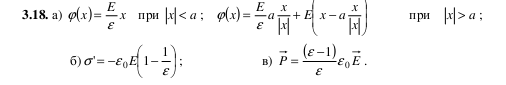 3.18. а) φ(x) = E/ε x при |x| < a ; φ(x) = E/ε a x/|x| + E(x − a x/|x|) при |x| > a ;
б) σ' = −ε₀E(1 − 1/ε) ; в) P⃗ = (ε−1)/ε ε₀E⃗ .